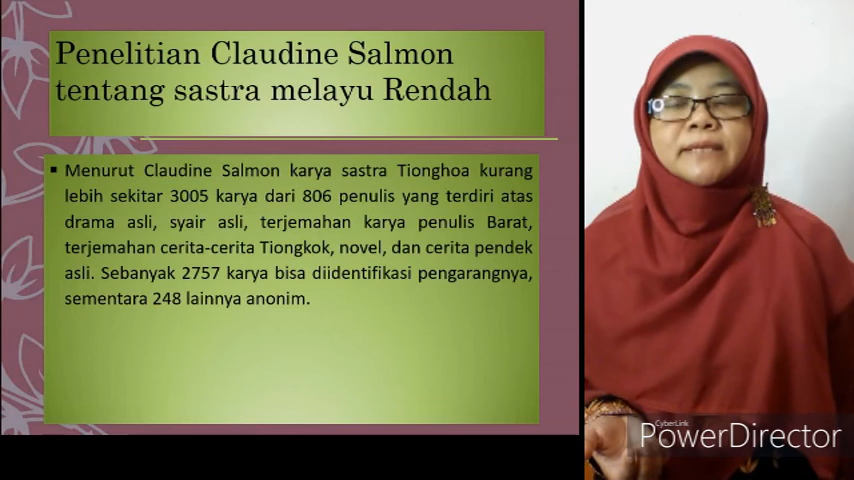 Penelitian Claudine Salmon
tentang sastra melayu Rendah
Menurut Claudine Salmon karya sastra Tionghoa kurang
lebih sekitar 3005 karya dari 806 penulis yang terdiri atas
drama asli, syair asli, terjemahan karya penulis Barat,
terjemahan cerita-cerita Tiongkok, novel, dan cerita pendek
asli. Sebanyak 2757 karya bisa diidentifikasi pengarangnya,
sementara 248 lainnya anonim.
CyberLink
PowerDirector